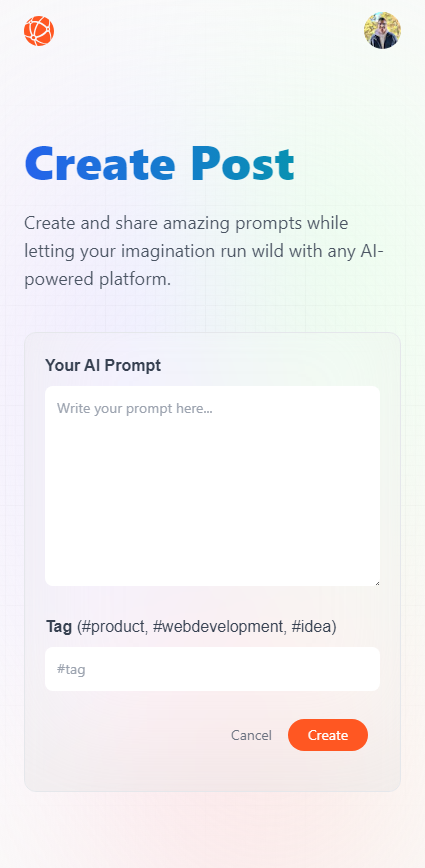 Create Post
Create and share amazing prompts while
letting your imagination run wild with any AI-
powered platform.
Your AI Prompt
Write your prompt here...
Tag (#product, #webdevelopment, #idea)
#tag
Cancel Create